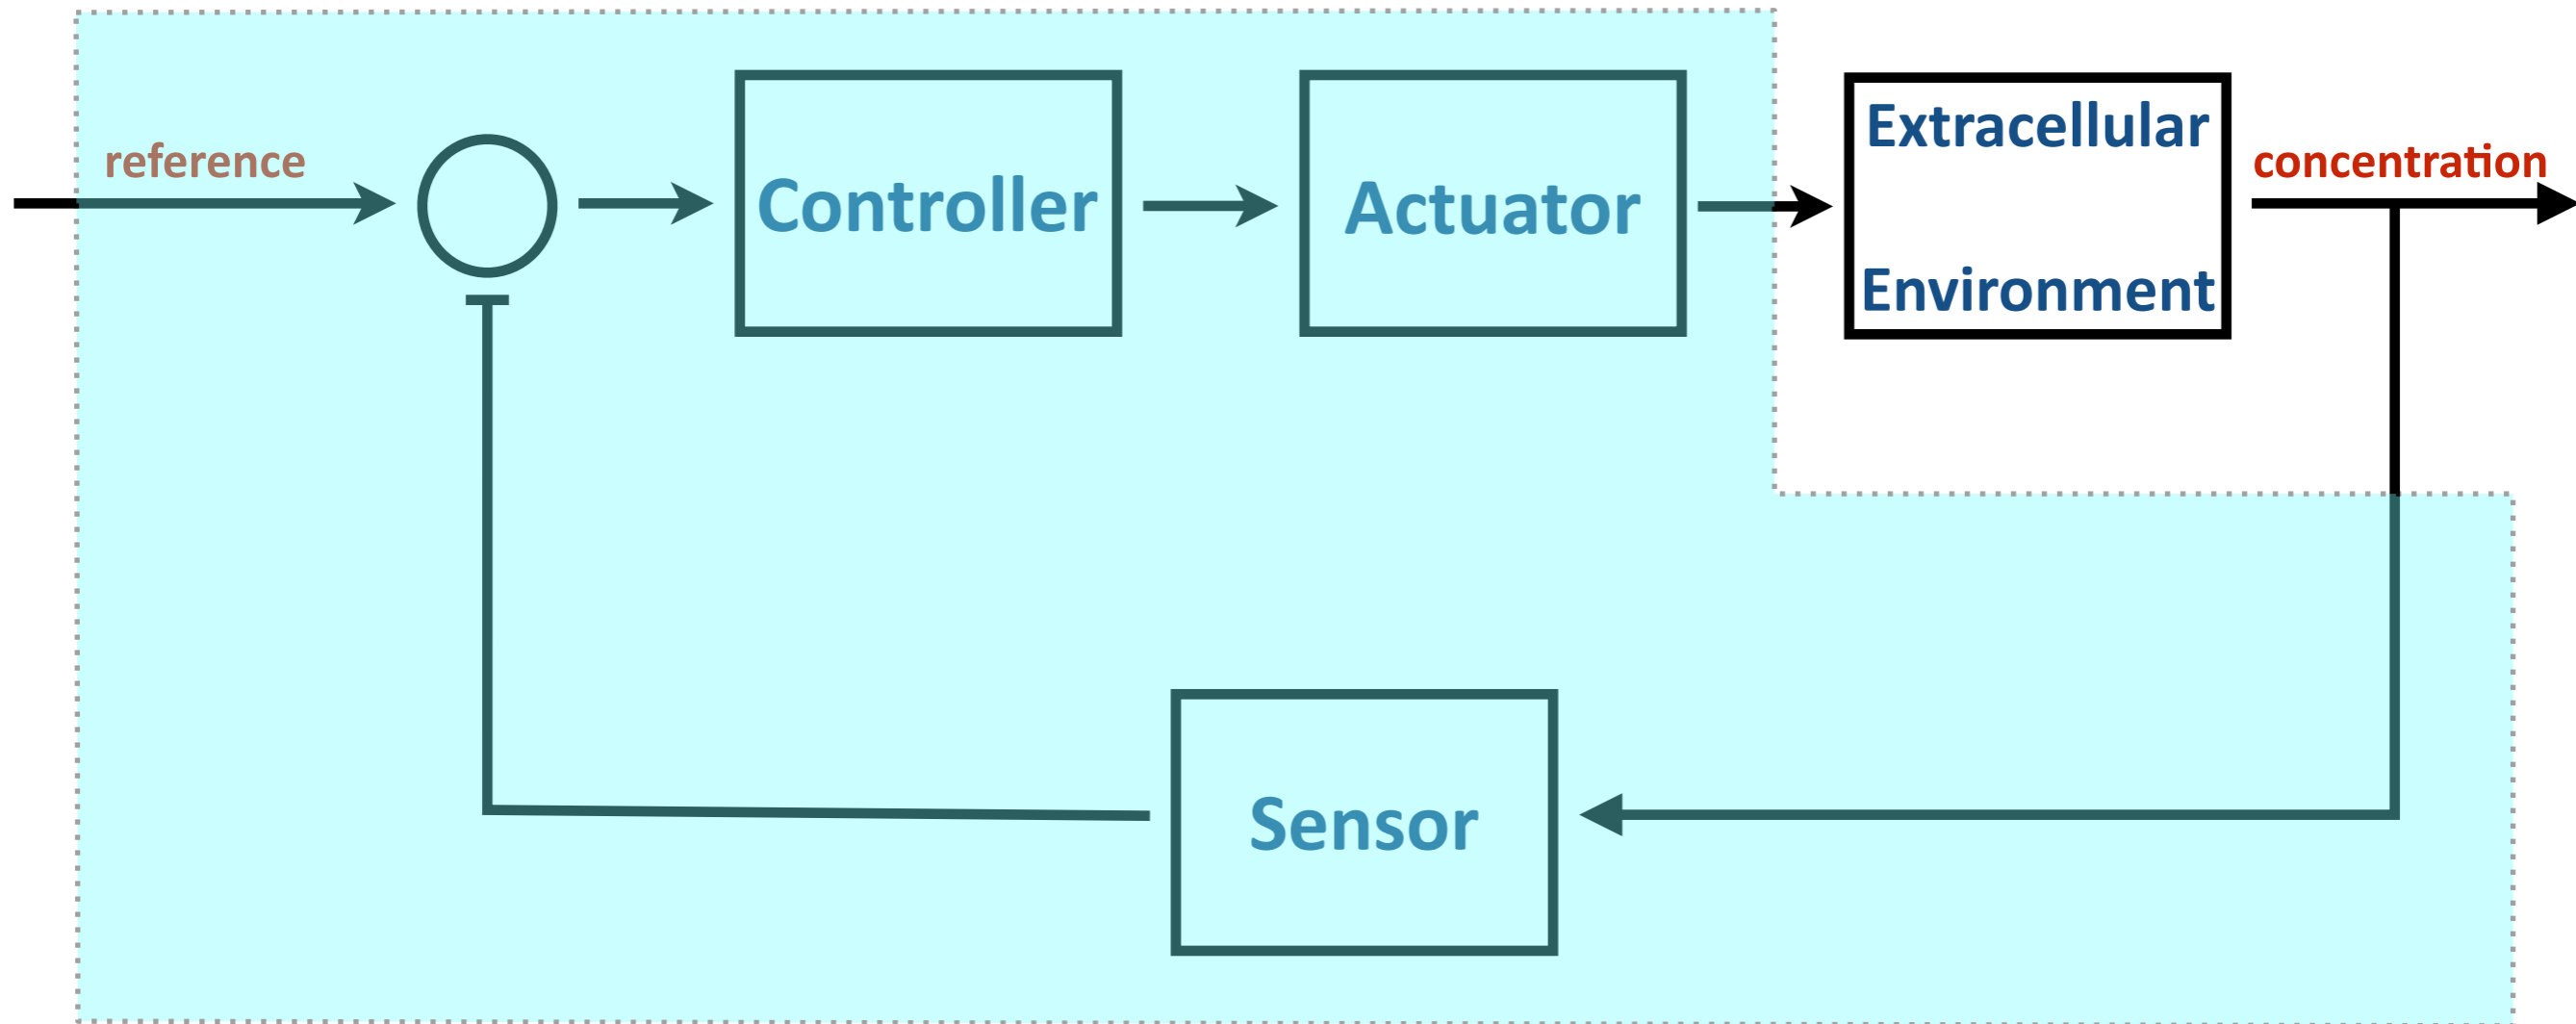 reference
Controller
Actuator
Extracellular
Environment
concentration
Sensor